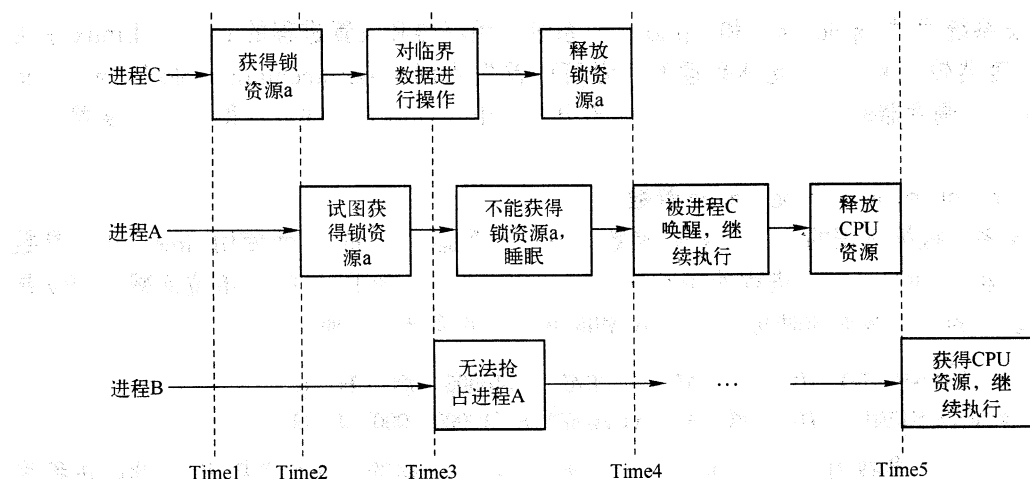 进程C
获得锁
资源a
对临界
数据进
行操作
释放
锁资
源a
进程A
试图获
得锁资
源a
不能获得
锁资源a，
睡眠
被进程C
唤醒，继
续执行
释放
CPU
资源
进程B
无法抢
占进程A
…
获得CPU
资源，继
续执行
Time1
Time2
Time3
Time4
Time5